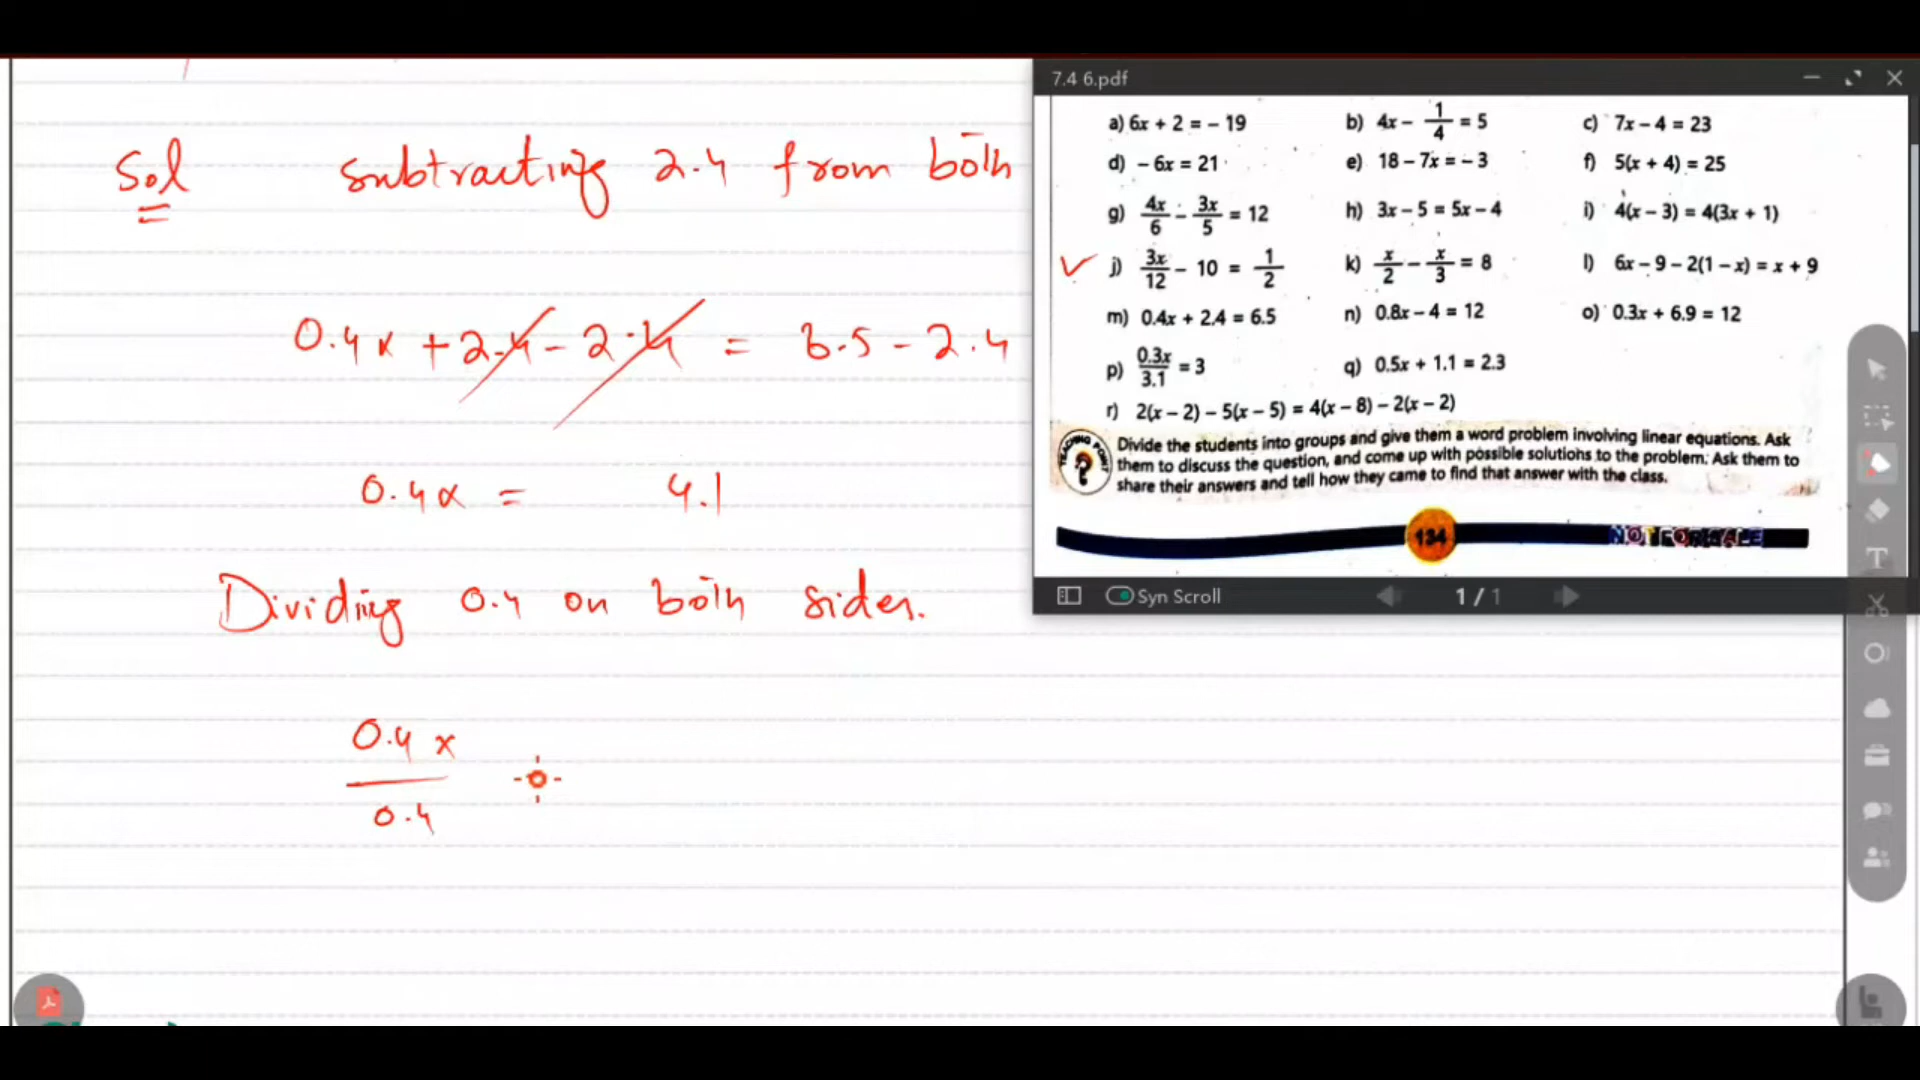 Sol subtracting 2.4 from both
0.4x + 2.4 - 2.4 = 6.5 - 2.4
0.4x = 4.1
Dividing 0.4 on both sides.
0.4 x
0.4
7.4 6.pdf
a) 6x + 2 = – 19 b) 4x – 1/4 = 5 c) 7x – 4 = 23
d) – 6x = 21 e) 18 – 7x = – 3 f) 5(x + 4) = 25
g) 4x/6 – 3x/5 = 12 h) 3x – 5 = 5x – 4 i) 4(x – 3) = 4(3x + 1)
j) 3x/12 – 10 = 1/2 k) x/2 – x/3 = 8 l) 6x – 9 – 2(1 – x) = x + 9
m) 0.4x + 2.4 = 6.5 n) 0.8x – 4 = 12 o) 0.3x + 6.9 = 12
p) 0.3x/3.1 = 3 q) 0.5x + 1.1 = 2.3
r) 2(x – 2) – 5(x – 5) = 4(x – 8) – 2(x – 2)
TEACHING POINT
?
Divide the students into groups and give them a word problem involving linear equations. Ask
them to discuss the question, and come up with possible solutions to the problem. Ask them to
share their answers and tell how they came to find that answer with the class.
134 NOT FOR SALE
Syn Scroll 1 / 1
T